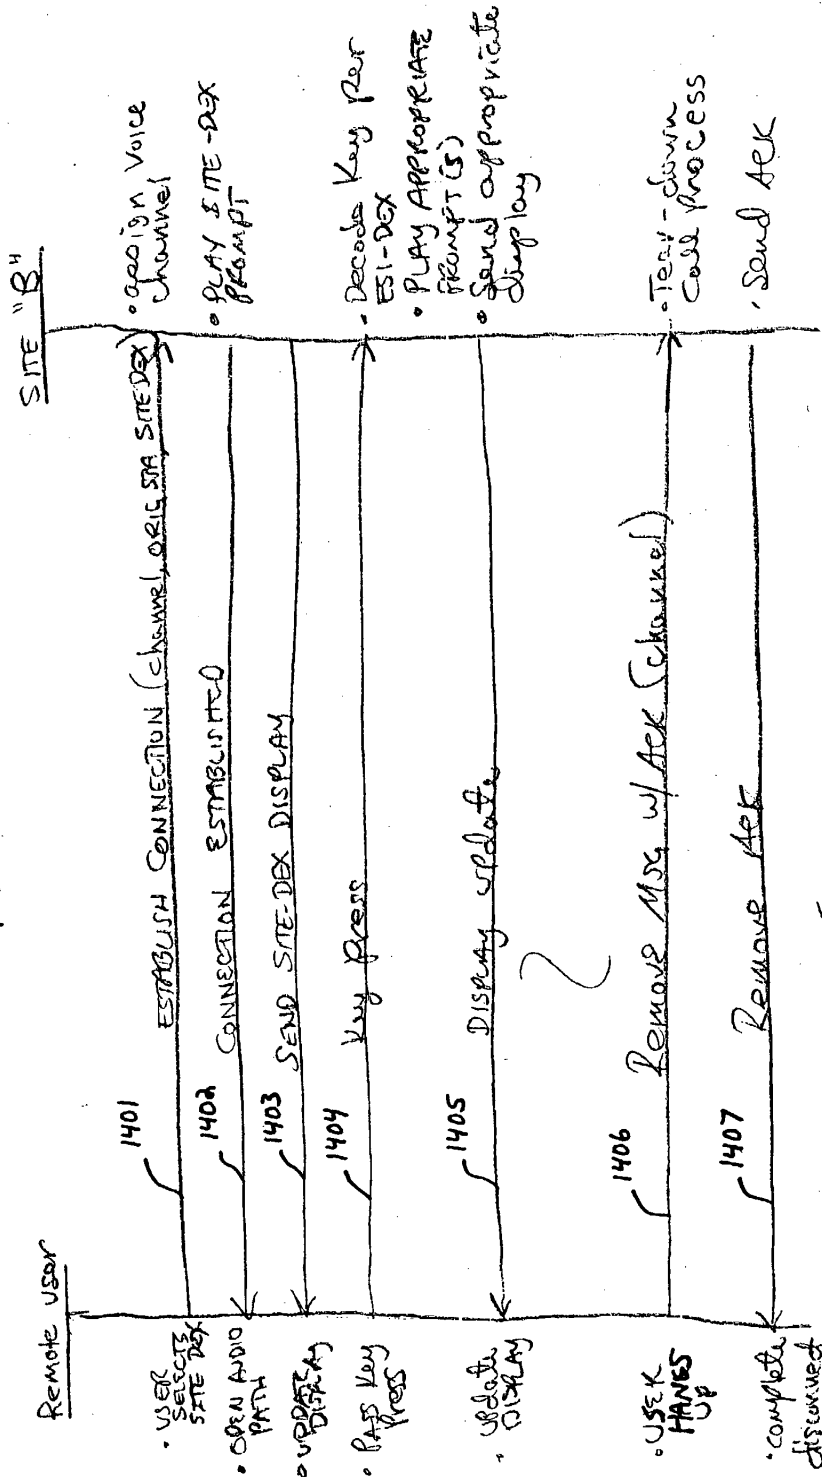 Remote user
SITE "B"
• USER
SELECTS
SITE DEX
1401
ESTABLISH CONNECTION (channel, ORIG STA, SITE DEX)
• assign Voice
channel
• OPEN AUDIO
PATH
1402
CONNECTION ESTABLISHED
• PLAY SITE-DEX
PROMPT
• UPDATE
DISPLAY
1403
SEND SITE-DEX DISPLAY
• PASS Key
Press
1404
Key Press
• Decode Key per
ESI-DEX
• PLAY APPROPRIATE
PROMPT(S)
• Send appropriate
display
• Update
DISPLAY
1405
DISPLAY update
• USER
HANGS
UP
1406
Remove Msg w/ Ack (channel)
• Tear-down
Call Process
• complete
disconnect
1407
Remove Ack
• Send Ack